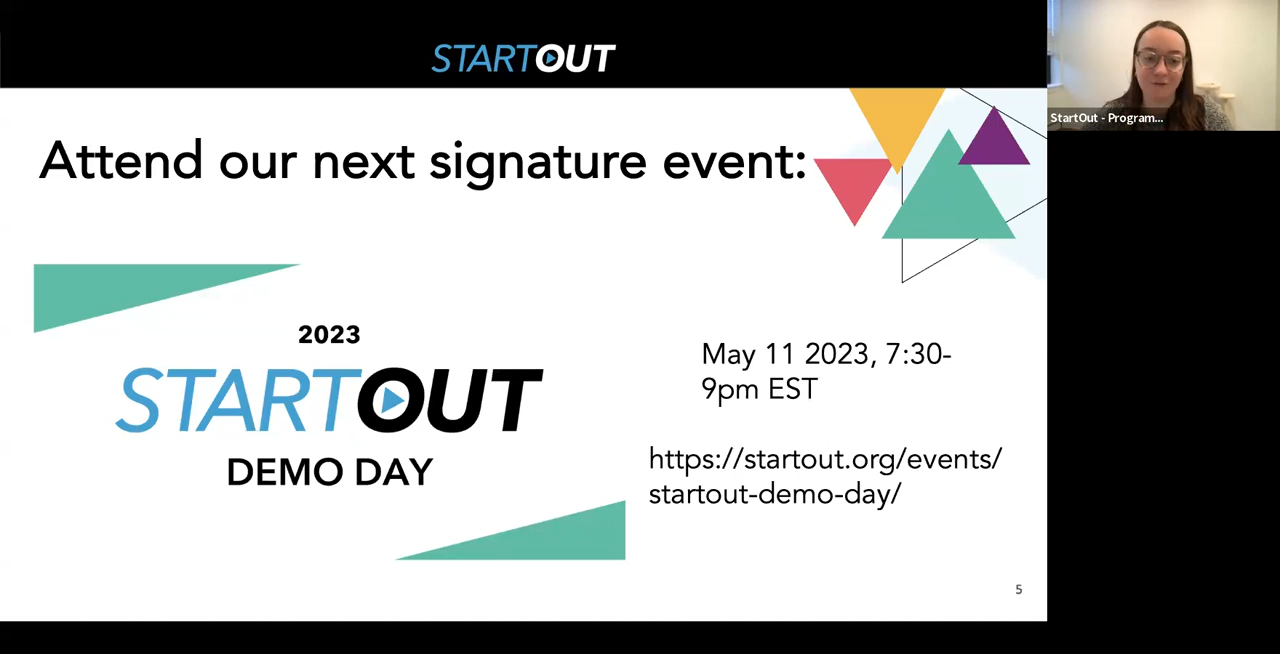 STARTOUT
StartOut - Program...
Attend our next signature event:
2023
STARTOUT
DEMO DAY
May 11 2023, 7:30-
9pm EST
https://startout.org/events/
startout-demo-day/
5